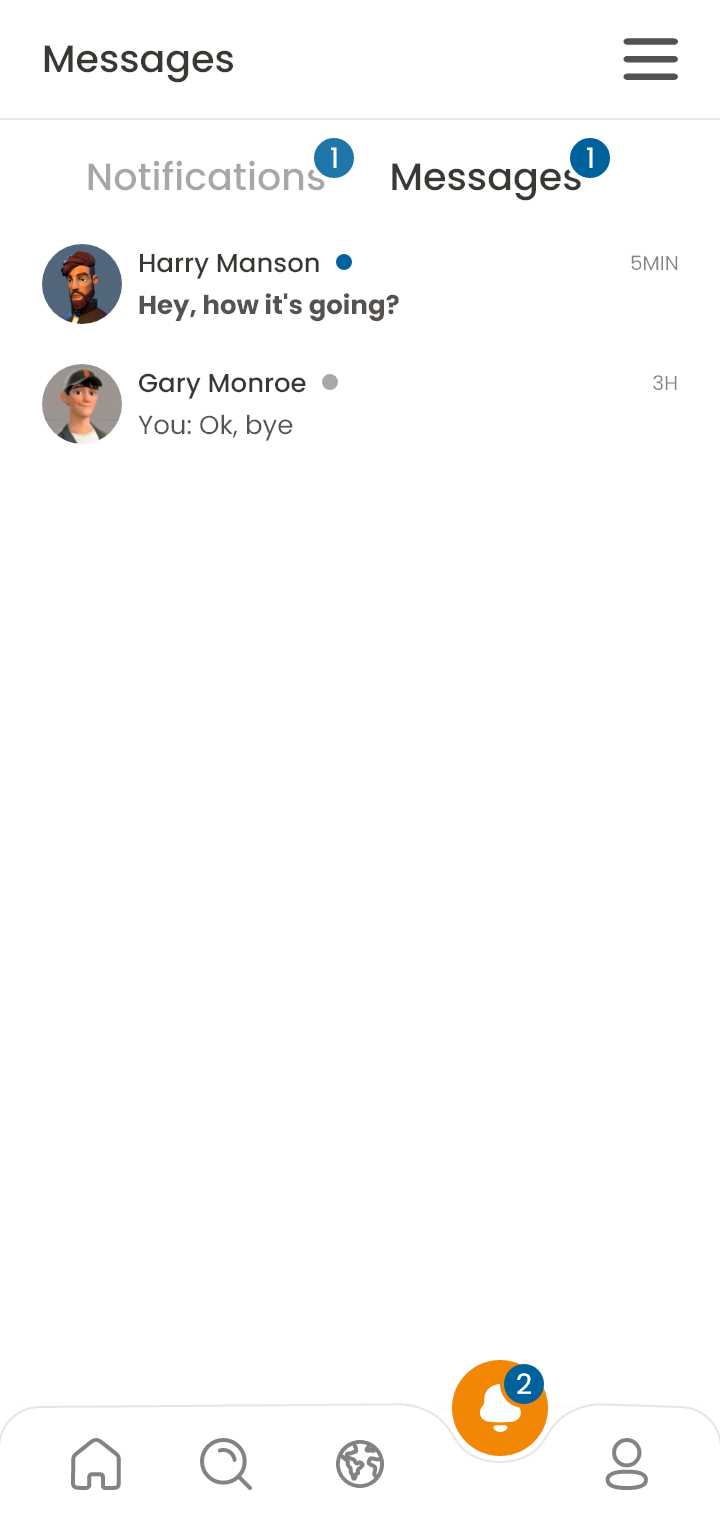 Messages
Notifications 1 Messages 1
Harry Manson 5MIN
Hey, how it's going?
Gary Monroe 3H
You: Ok, bye
2